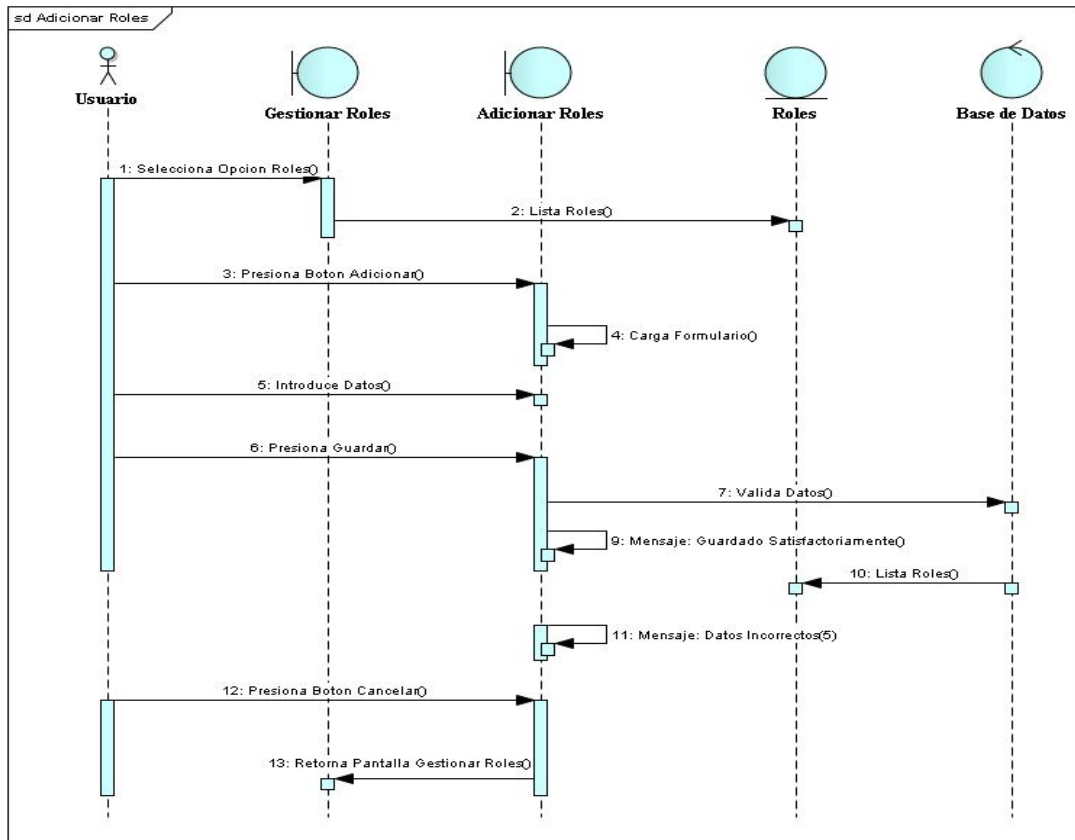 sd Adicionar Roles
Usuario
Gestionar Roles
Adicionar Roles
Roles
Base de Datos
1: Selecciona Opcion Roles()
2: Lista Roles()
3: Presiona Boton Adicionar()
4: Carga Formulario()
5: Introduce Datos()
6: Presiona Guardar()
7: Valida Datos()
9: Mensaje: Guardado Satisfactoriamente()
10: Lista Roles()
11: Mensaje: Datos Incorrectos(5)
12: Presiona Boton Cancelar()
13: Retorna Pantalla Gestionar Roles()